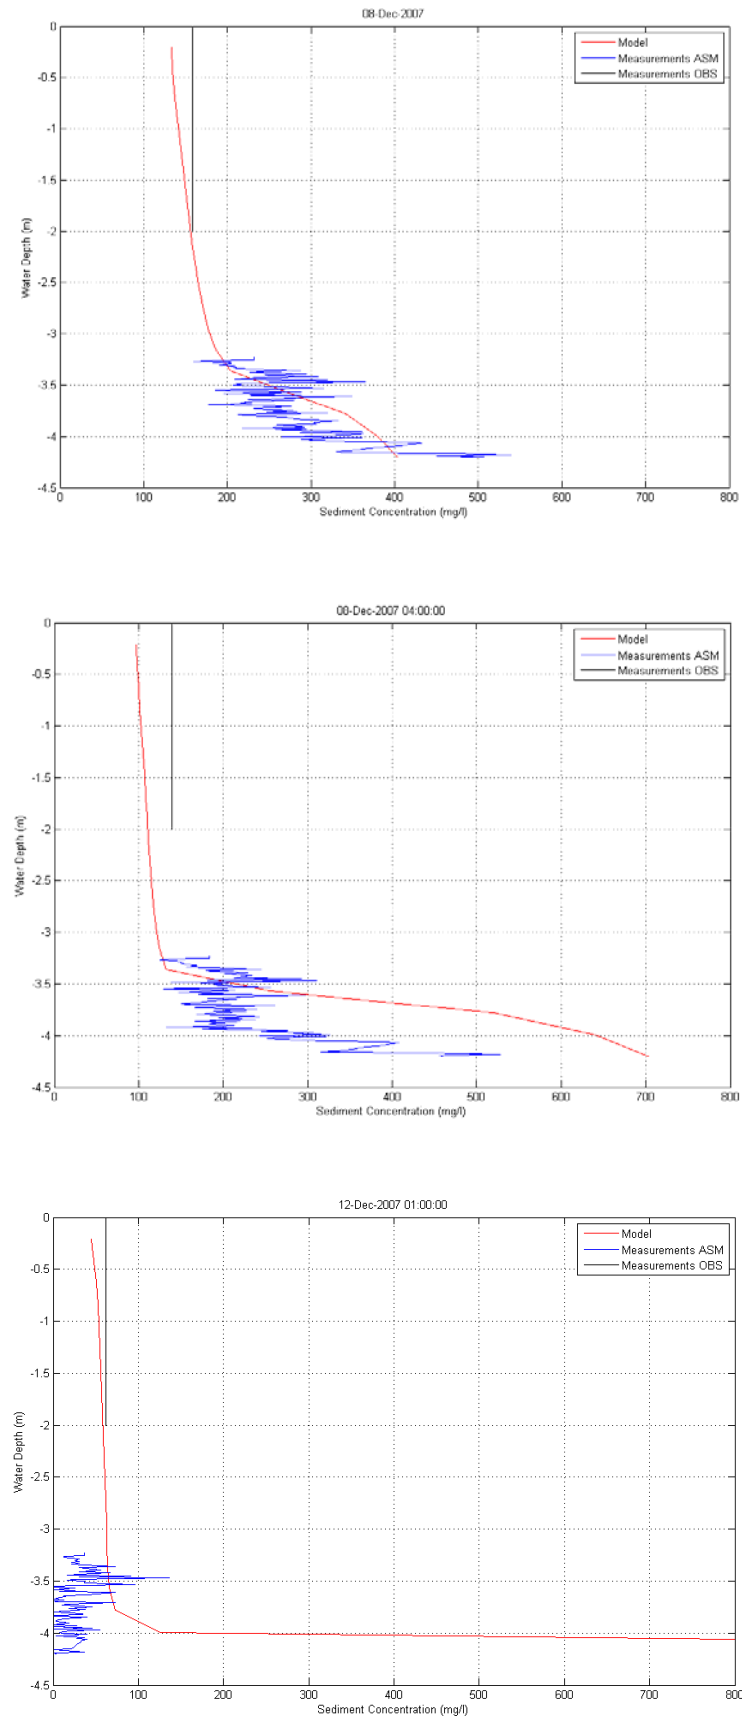 08-Dec-2007
Model
Measurements ASM
Measurements OBS
0
-0.5
-1
-1.5
-2
-2.5
-3
-3.5
-4
-4.5
Water Depth (m)
0 100 200 300 400 500 600 700 800
Sediment Concentration (mg/l)
08-Dec-2007 04:00:00
Model
Measurements ASM
Measurements OBS
0
-0.5
-1
-1.5
-2
-2.5
-3
-3.5
-4
-4.5
Water Depth (m)
0 100 200 300 400 500 600 700 800
Sediment Concentration (mg/l)
12-Dec-2007 01:00:00
Model
Measurements ASM
Measurements OBS
0
-0.5
-1
-1.5
-2
-2.5
-3
-3.5
-4
-4.5
Water Depth (m)
0 100 200 300 400 500 600 700 800
Sediment Concentration (mg/l)